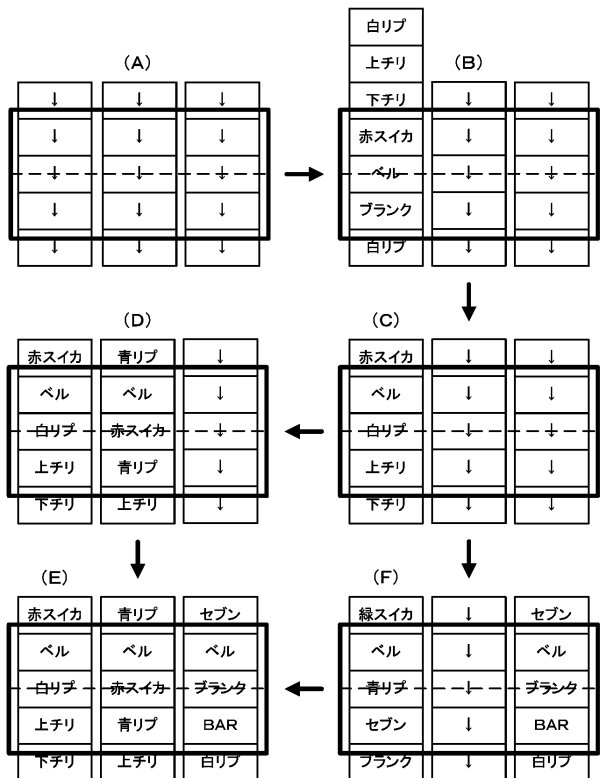 (A)
↓ ↓ ↓
↓ ↓ ↓
↓ ↓ ↓
↓ ↓ ↓
↓ ↓ ↓
白リプ
上チリ
(B)
下チリ ↓ ↓
赤スイカ ↓ ↓
ベル ↓ ↓
ブランク ↓ ↓
白リプ ↓ ↓
(D)
赤スイカ 青リプ ↓
ベル ベル ↓
白リプ 赤スイカ ↓
上チリ 青リプ ↓
下チリ 上チリ ↓
(C)
赤スイカ ↓ ↓
ベル ↓ ↓
白リプ ↓ ↓
上チリ ↓ ↓
下チリ ↓ ↓
(E)
赤スイカ 青リプ セブン
ベル ベル ベル
白リプ 赤スイカ ブランク
上チリ 青リプ BAR
下チリ 上チリ 白リプ
(F)
緑スイカ ↓ セブン
ベル ↓ ベル
青リプ ↓ ブランク
セブン ↓ BAR
ブランク ↓ 白リプ